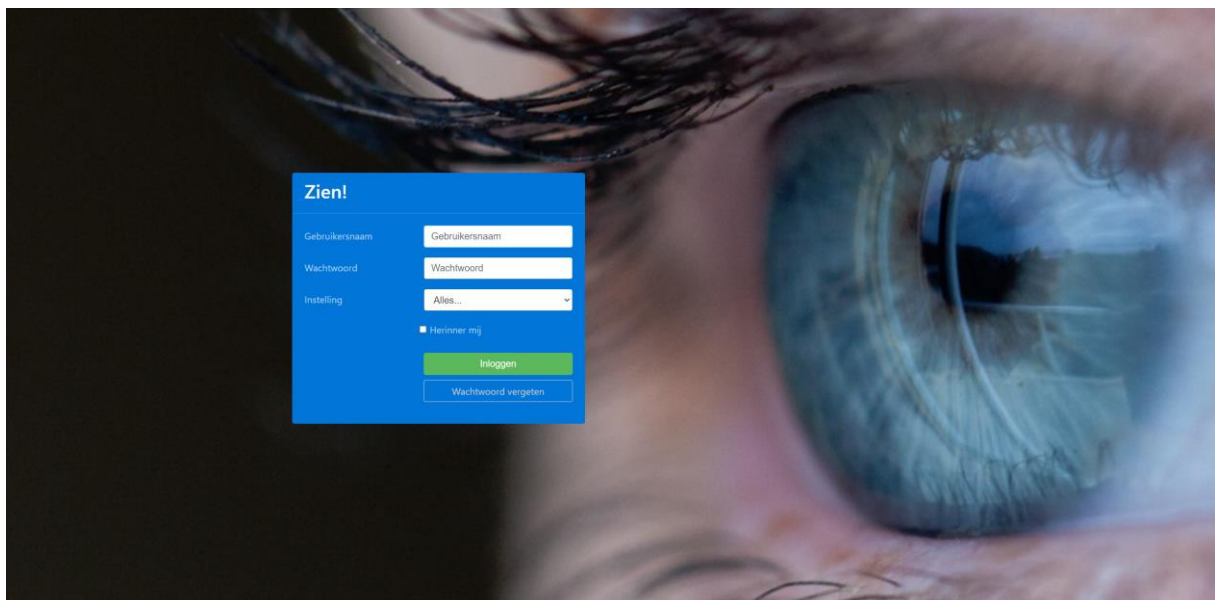 Zien!
Gebruikersnaam Gebruikersnaam
Wachtwoord Wachtwoord
Instelling Alles...
Herinner mij
Inloggen
Wachtwoord vergeten